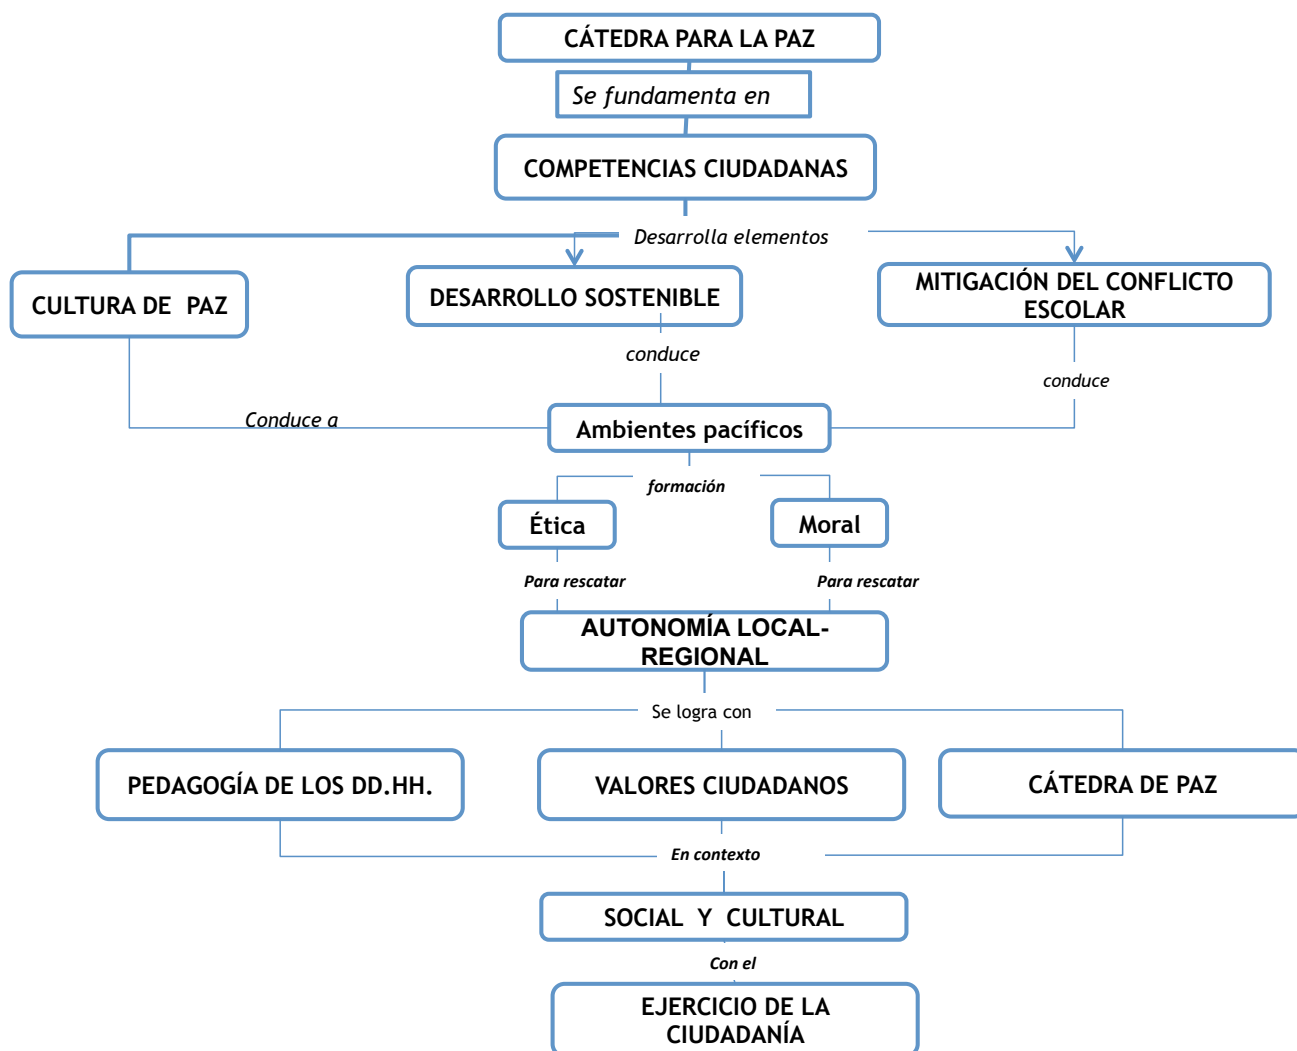 CÁTEDRA PARA LA PAZ
Se fundamenta en
COMPETENCIAS CIUDADANAS
Desarrolla elementos
CULTURA DE PAZ
DESARROLLO SOSTENIBLE
MITIGACIÓN DEL CONFLICTO
ESCOLAR
conduce
conduce
Conduce a
Ambientes pacíficos
formación
Ética
Moral
Para rescatar
Para rescatar
AUTONOMÍA LOCAL-
REGIONAL
Se logra con
PEDAGOGÍA DE LOS DD.HH.
VALORES CIUDADANOS
CÁTEDRA DE PAZ
En contexto
SOCIAL Y CULTURAL
Con el
EJERCICIO DE LA
CIUDADANÍA